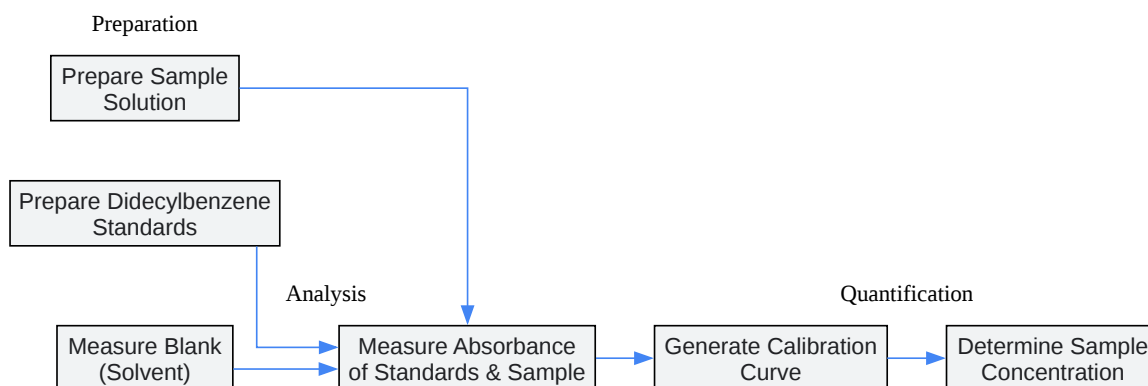 Preparation
Prepare Sample
Solution
Prepare Didecylbenzene
Standards
Analysis
Quantification
Measure Blank
(Solvent)
Measure Absorbance
of Standards & Sample
Generate Calibration
Curve
Determine Sample
Concentration